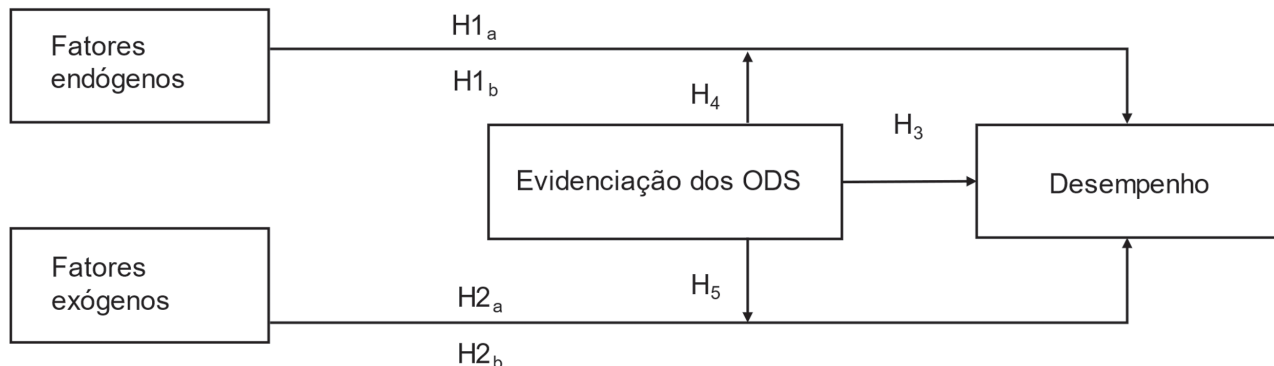 Fatores
endógenos
H1a
H1b
H4
H3
Evidenciação dos ODS
Desempenho
Fatores
exógenos
H5
H2a
H2b